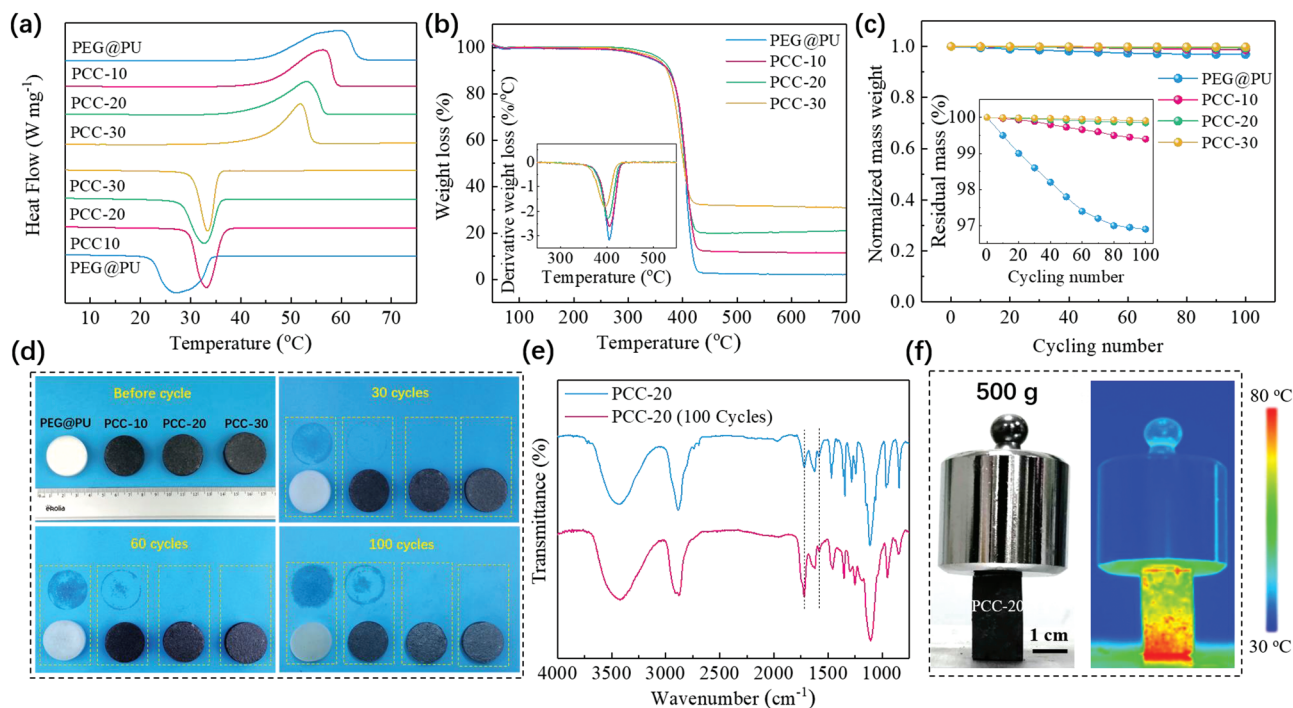 (a)
PEG@PU
PCC-10
PCC-20
PCC-30
PCC-30
PCC-20
PCC10
PEG@PU
Heat Flow (W mg⁻¹)
10 20 30 40 50 60 70
Temperature (°C)
(b)
PEG@PU
PCC-10
PCC-20
PCC-30
Weight loss (%)
100
80
60
40
20
0
100 200 300 400 500 600 700
Temperature (°C)
Derivative weight loss (%/°C)
0
-1
-2
-3
300 400 500
Temperature (°C)
(c)
PEG@PU
PCC-10
PCC-20
PCC-30
Normalized mass weight
1.0
0.8
0.6
0.4
0.2
0.0
0 20 40 60 80 100
Cycling number
Residual mass (%)
100
99
98
97
0 20 40 60 80 100
Cycling number
(d)
Before cycle
PEG@PU PCC-10 PCC-20 PCC-30
30 cycles
60 cycles
100 cycles
(e)
PCC-20
PCC-20 (100 Cycles)
Transmittance (%)
4000 3500 3000 2500 2000 1500 1000
Wavenumber (cm⁻¹)
(f)
500 g
PCC-20
1 cm
80 °C
30 °C